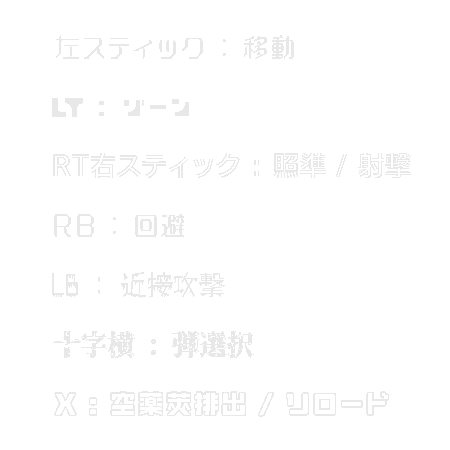 左スティック : 移動
LT : ゾーン
RT右スティック : 照準 / 射撃
RB : 回避
LB : 近接攻撃
十字横 : 弾選択
X : 空薬莢排出 / リロード